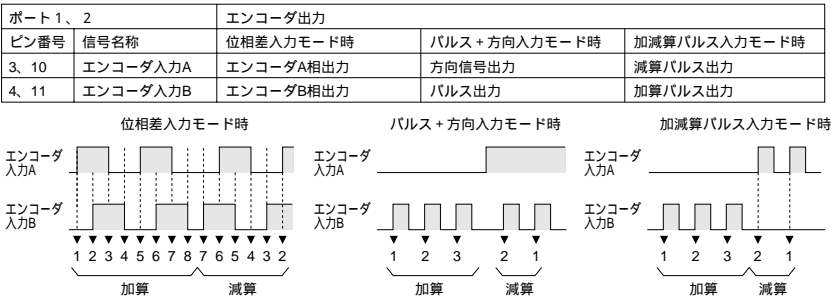 ポート1、2 エンコーダ出力
ピン番号 信号名称 位相差入力モード時 パルス+方向入力モード時 加減算パルス入力モード時
3、10 エンコーダ入力A エンコーダA相出力 方向信号出力 減算パルス出力
4、11 エンコーダ入力B エンコーダB相出力 パルス出力 加算パルス出力
位相差入力モード時
エンコーダ
入力A
エンコーダ
入力B
1 2 3 4 5 6 7 8 7 6 5 4 3 2
加算 減算
パルス+方向入力モード時
エンコーダ
入力A
エンコーダ
入力B
1 2 3 2 1
加算 減算
加減算パルス入力モード時
エンコーダ
入力A
エンコーダ
入力B
1 2 3 2 1
加算 減算